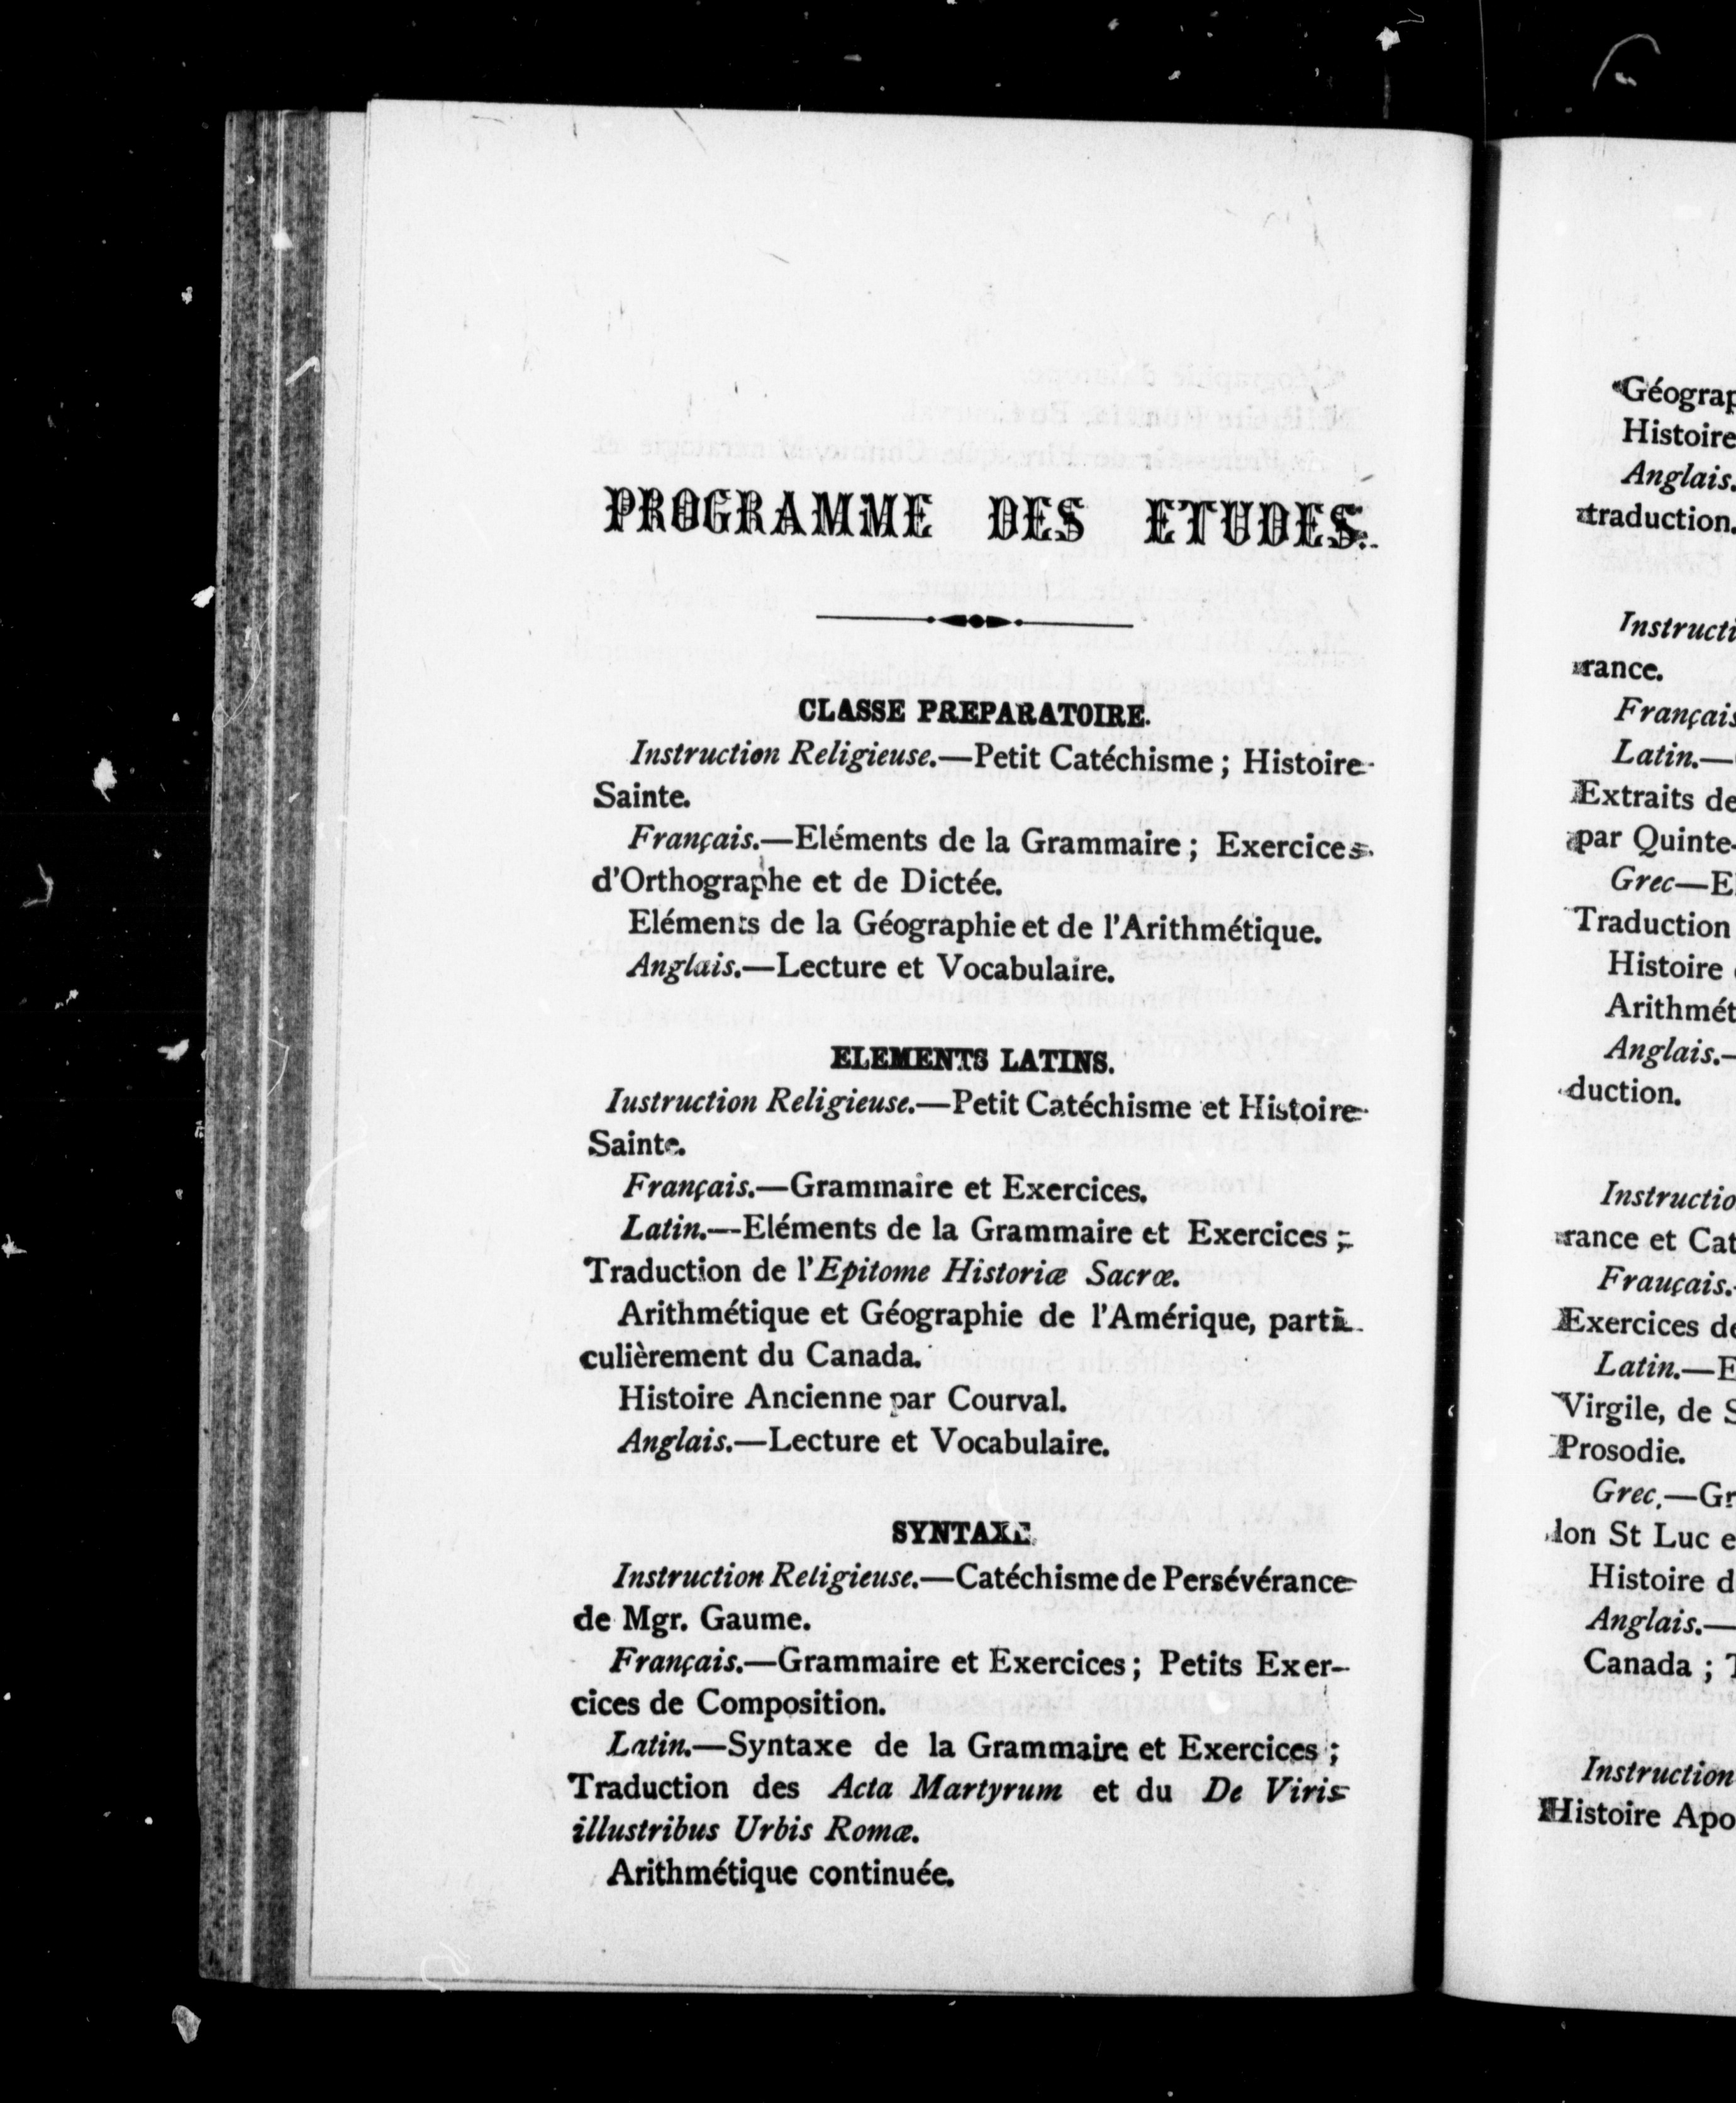 PROGRAMME DES ETUDES.
CLASSE PREPARATOIRE.
Instruction Religieuse.—Petit Catéchisme ; Histoire
Sainte.
Français.—Eléments de la Grammaire ; Exercices
d'Orthographe et de Dictée.
Eléments de la Géographie et de l'Arithmétique.
Anglais.—Lecture et Vocabulaire.
ELEMENTS LATINS.
Iustruction Religieuse.—Petit Catéchisme et Histoire
Sainte.
Français.—Grammaire et Exercices.
Latin.—Eléments de la Grammaire et Exercices ;
Traduction de l'Epitome Historiæ Sacræ.
Arithmétique et Géographie de l'Amérique, parti-
culièrement du Canada.
Histoire Ancienne par Courval.
Anglais.—Lecture et Vocabulaire.
SYNTAXE
Instruction Religieuse.—Catéchisme de Persévérance
de Mgr. Gaume.
Français.—Grammaire et Exercices ; Petits Exer-
cices de Composition.
Latin.—Syntaxe de la Grammaire et Exercices ;
Traduction des Acta Martyrum et du De Viris
illustribus Urbis Romæ.
Arithmétique continuée.
Géograp
Histoire
Anglais.
traduction.
Instructi
rance.
Français
Latin.—
Extraits de
par Quinte-
Grec—El
Traduction
Histoire
Arithmét
Anglais.—
duction.
Instructio
rance et Cat
Frauçais.
Exercices de
Latin.—E
Virgile, de S
Prosodie.
Grec.—Gr
lon St Luc e
Histoire d
Anglais.—
Canada ; T
Instruction
Histoire Apo